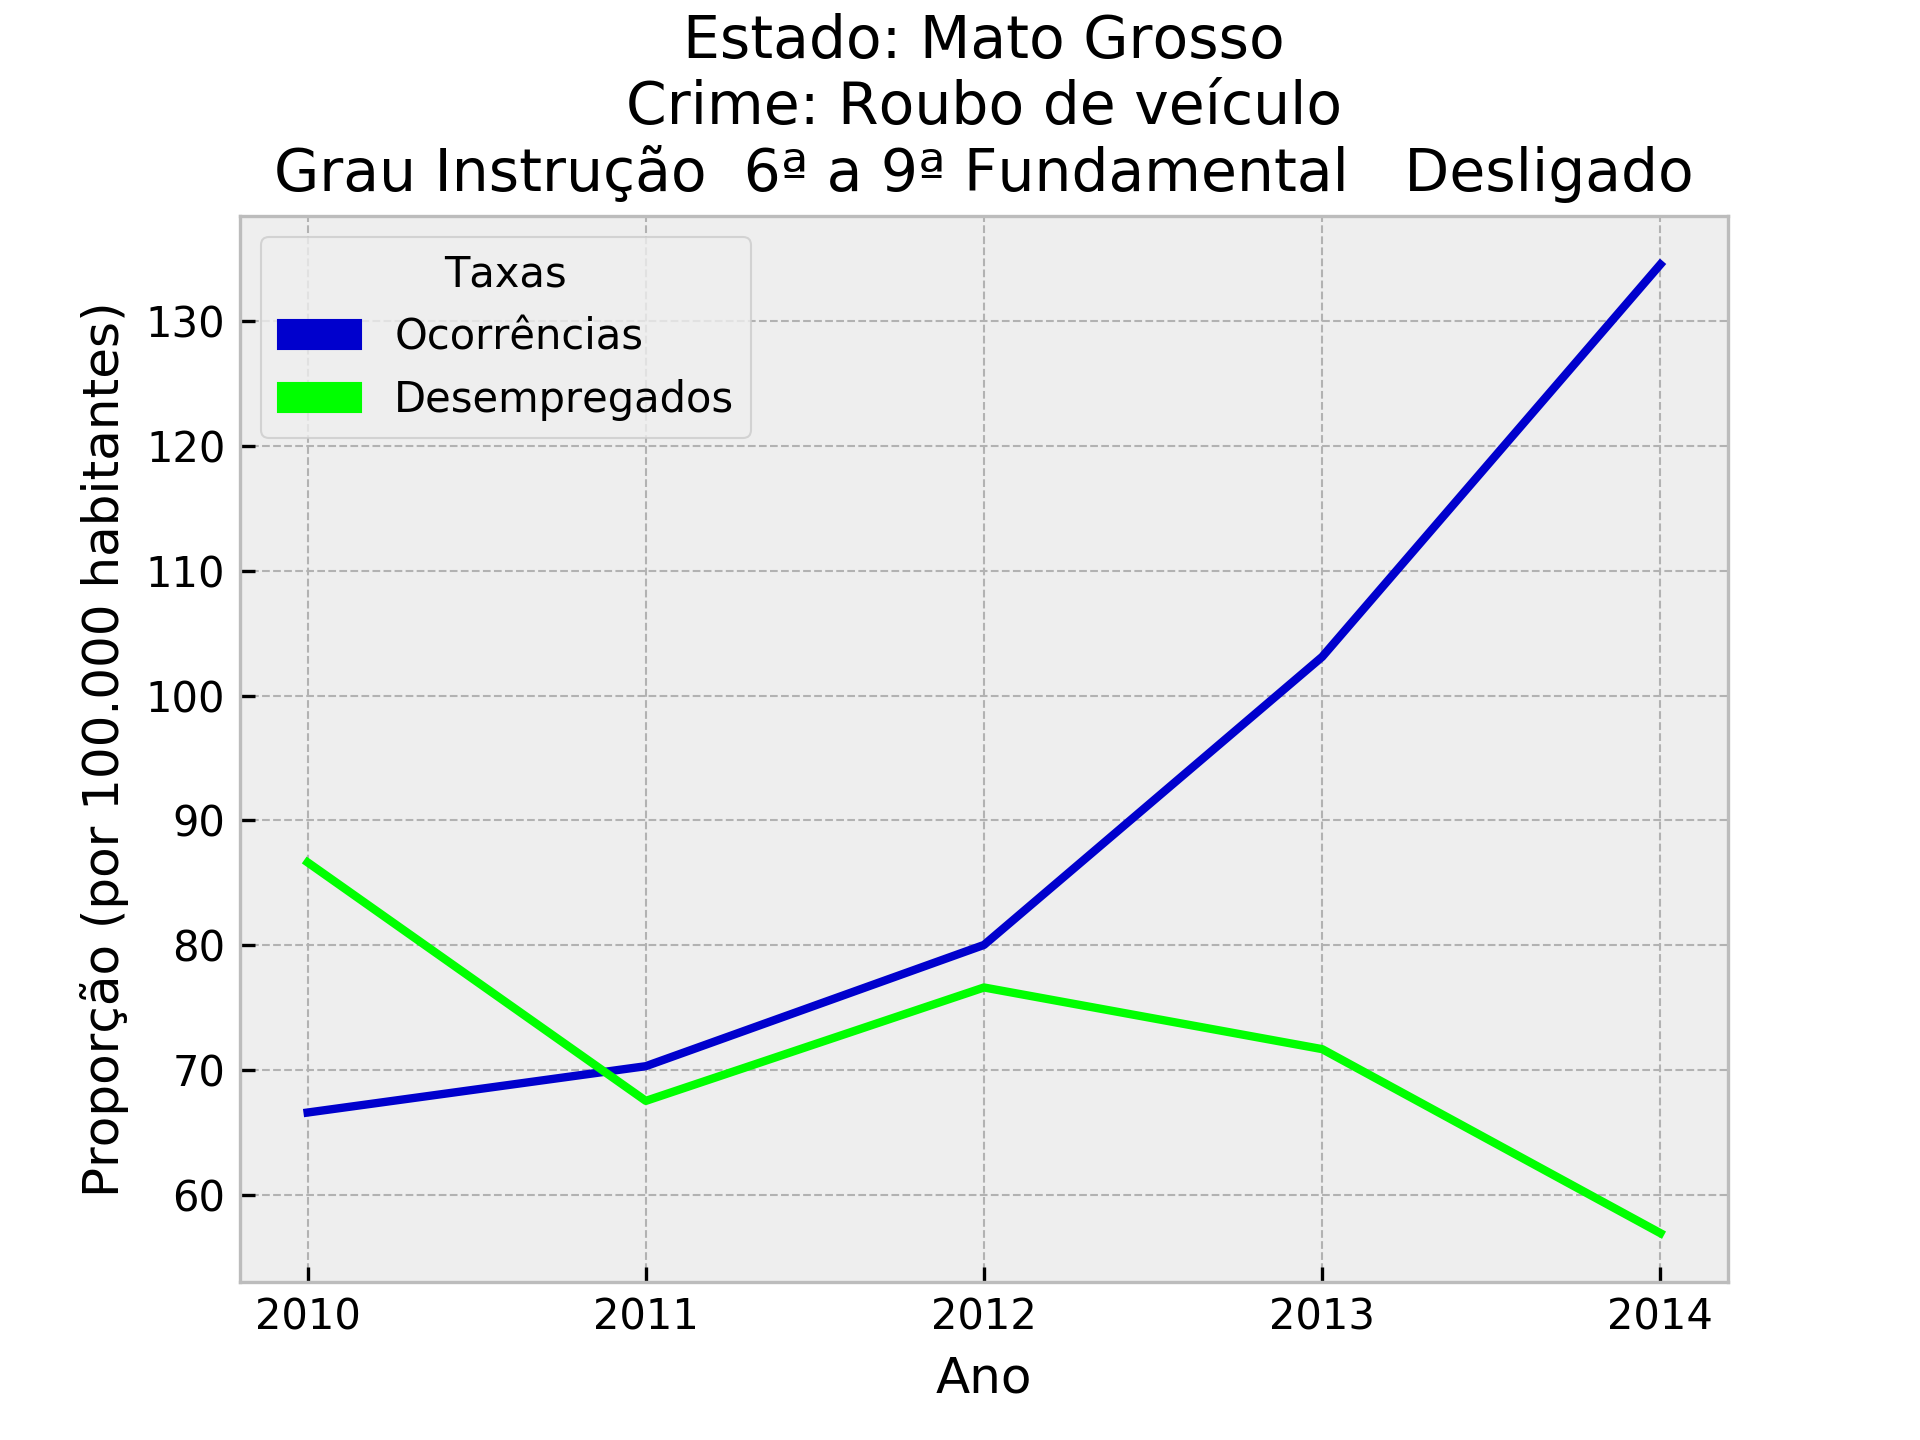 Estado: Mato Grosso
Crime: Roubo de veículo
Grau Instrução  6ª a 9ª Fundamental   Desligado
Taxas
Ocorrências
Desempregados
Proporção (por 100.000 habitantes)
130
120
110
100
90
80
70
60
2010
2011
2012
2013
2014
Ano